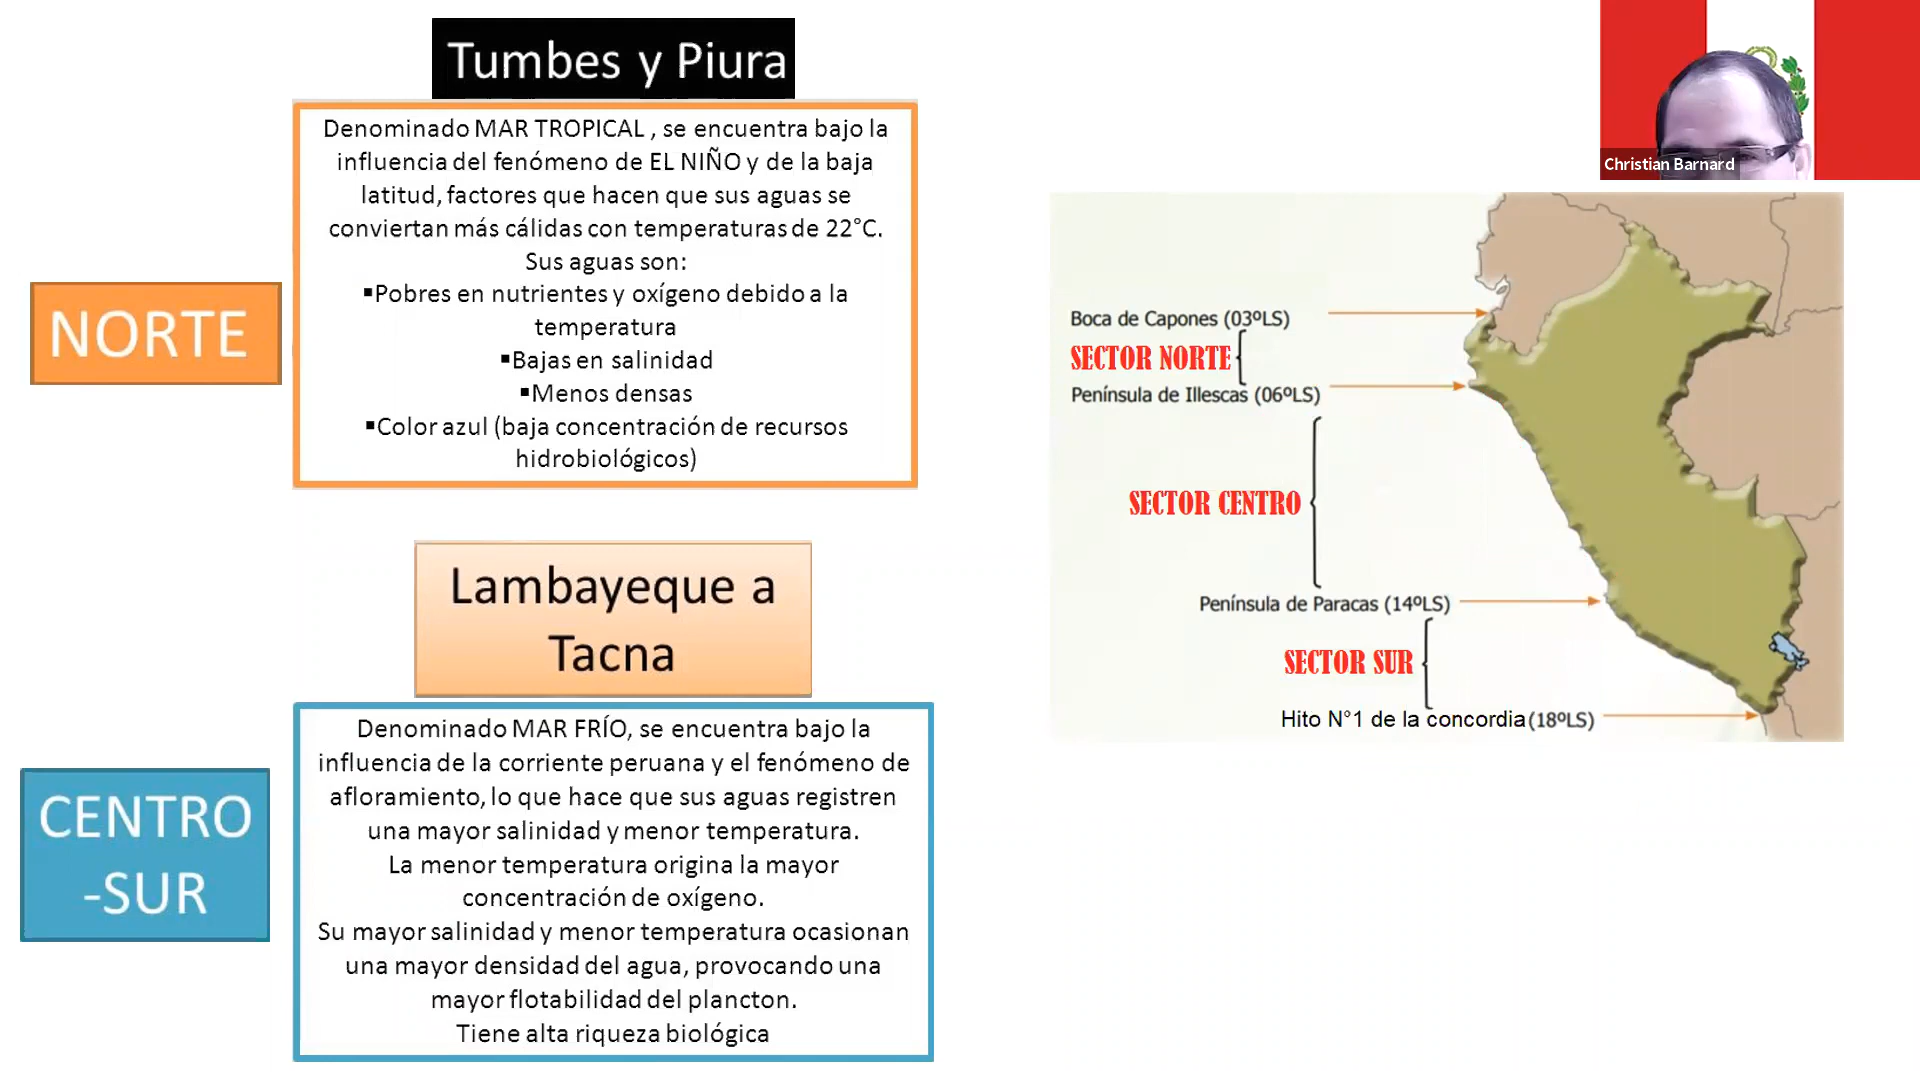 Tumbes y Piura
Denominado MAR TROPICAL , se encuentra bajo la
influencia del fenómeno de EL NIÑO y de la baja
latitud, factores que hacen que sus aguas se
conviertan más cálidas con temperaturas de 22°C.
Sus aguas son:
▪Pobres en nutrientes y oxígeno debido a la
temperatura
▪Bajas en salinidad
▪Menos densas
▪Color azul (baja concentración de recursos
hidrobiológicos)
NORTE
Lambayeque a
Tacna
Denominado MAR FRÍO, se encuentra bajo la
influencia de la corriente peruana y el fenómeno de
afloramiento, lo que hace que sus aguas registren
una mayor salinidad y menor temperatura.
La menor temperatura origina la mayor
concentración de oxígeno.
Su mayor salinidad y menor temperatura ocasionan
una mayor densidad del agua, provocando una
mayor flotabilidad del plancton.
Tiene alta riqueza biológica
CENTRO
-SUR
Christian Barnard
Boca de Capones (03ºLS)
SECTOR NORTE
Península de Illescas (06ºLS)
SECTOR CENTRO
Península de Paracas (14ºLS)
SECTOR SUR
Hito N°1 de la concordia (18ºLS)